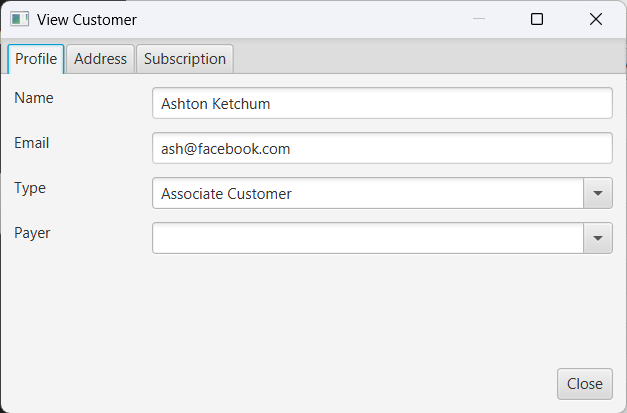 View Customer
Profile Address Subscription
Name Ashton Ketchum
Email ash@facebook.com
Type Associate Customer
Payer
Close